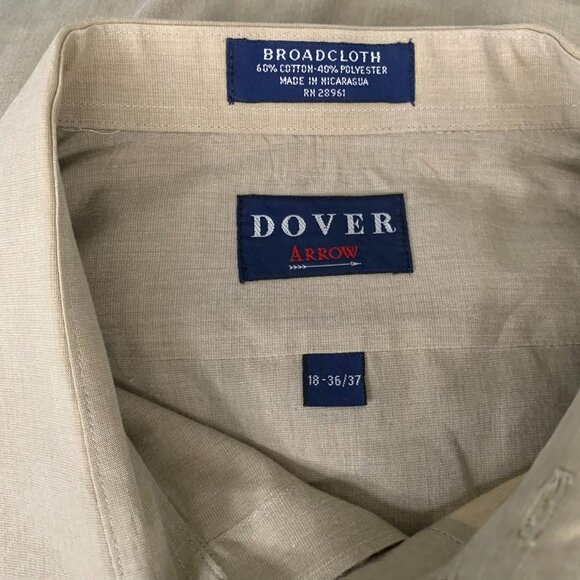 BROADCLOTH
60% COTTON-40% POLYESTER
MADE IN NICARAGUA
RN 28961
DOVER
ARROW
18-36/37